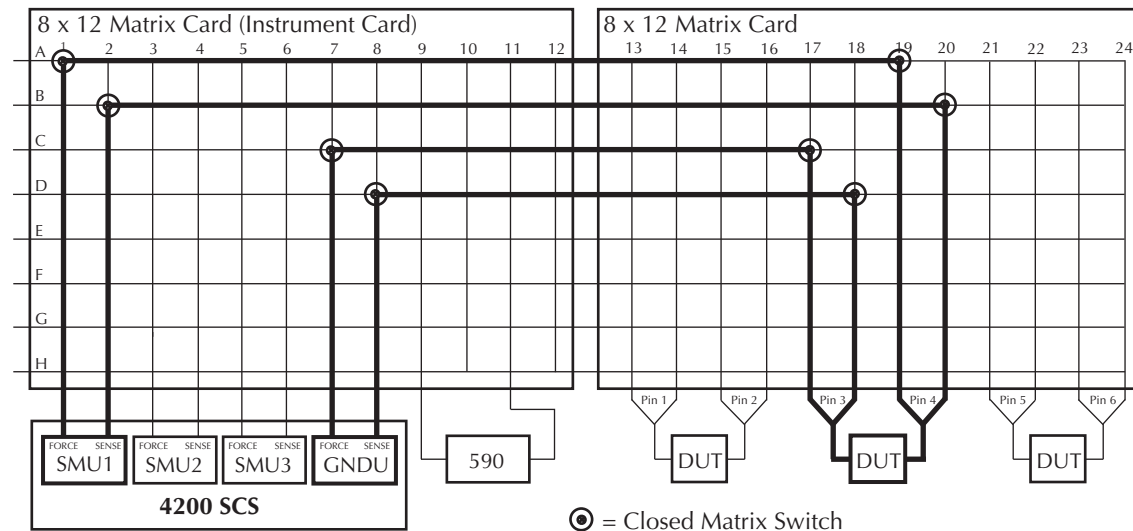 8 x 12 Matrix Card (Instrument Card)
8 x 12 Matrix Card
1 2 3 4 5 6 7 8 9 10 11 12
13 14 15 16 17 18 19 20 21 22 23 24
A
B
C
D
E
F
G
H
Pin 1 Pin 2 Pin 3 Pin 4 Pin 5 Pin 6
FORCE SENSE FORCE SENSE FORCE SENSE FORCE SENSE
SMU1 SMU2 SMU3 GNDU 590 DUT DUT DUT
4200 SCS
= Closed Matrix Switch